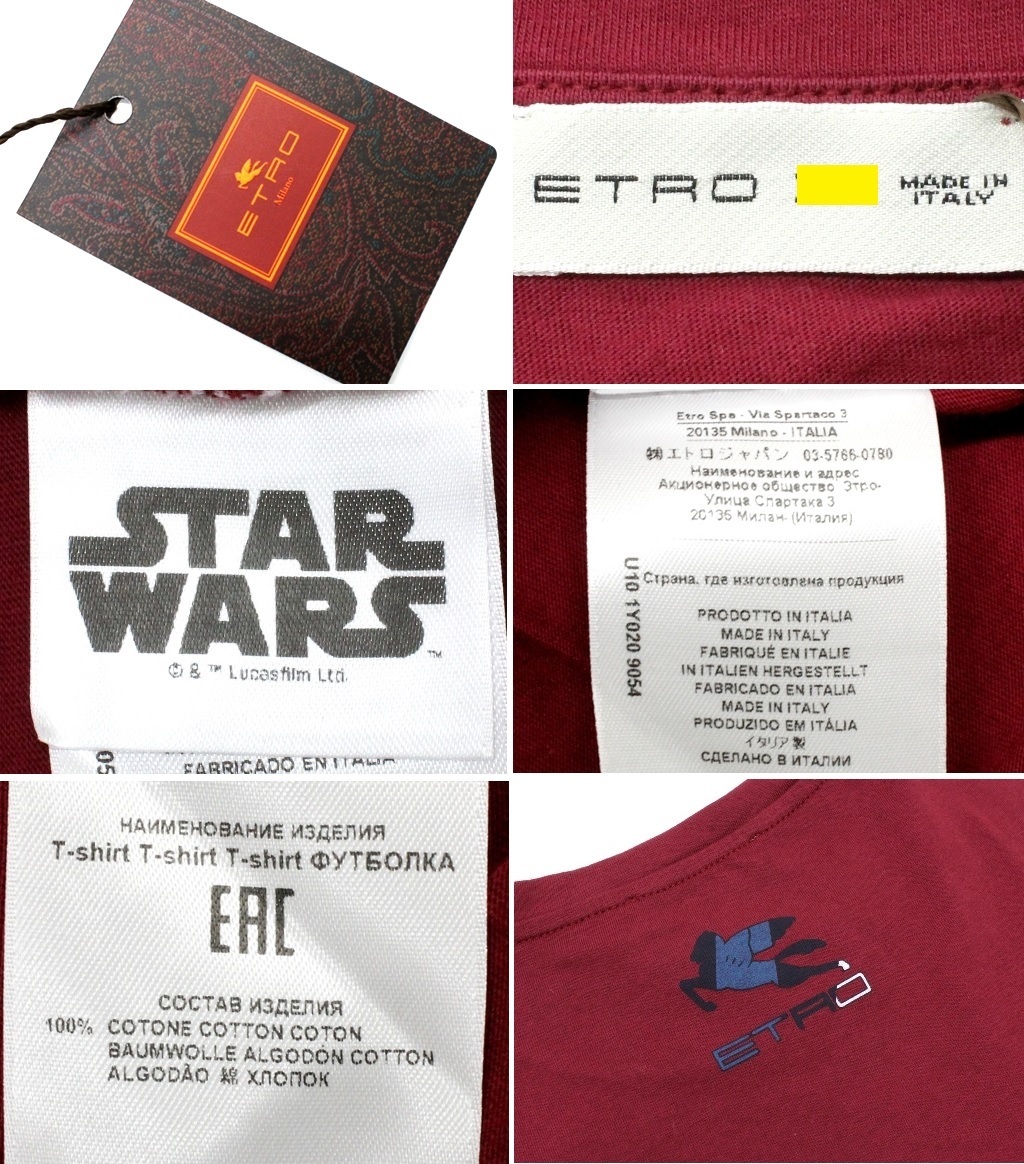 ETRO
Milano
ETRO
MADE IN
ITALY
STAR
WARS
TM
© & ™ Lucasfilm Ltd.
05
FABRICADO EN ITALIA
Etro Spa - Via Spartaco 3
20135 Milano - ITALIA
㈱エトロジャパン 03-5766-0780
Наименование и адрес
Акционерное общество Этро-
Улица Спартака 3
20135 Милан- (Италия)
Страна, где изготовлена продукция
U10 1Y020 9054
PRODOTTO IN ITALIA
MADE IN ITALY
FABRIQUÉ EN ITALIE
IN ITALIEN HERGESTELLT
FABRICADO EN ITALIA
MADE IN ITALY
PRODUZIDO EM ITÁLIA
イタリア製
СДЕЛАНО В ИТАЛИИ
НАИМЕНОВАНИЕ ИЗДЕЛИЯ
T-shirt T-shirt T-shirt ФУТБОЛКА
EAC
СОСТАВ ИЗДЕЛИЯ
100% COTONE COTTON COTON
BAUMWOLLE ALGODÓN COTTON
ALGODÃO 綿 ХЛОПОК
ETRO